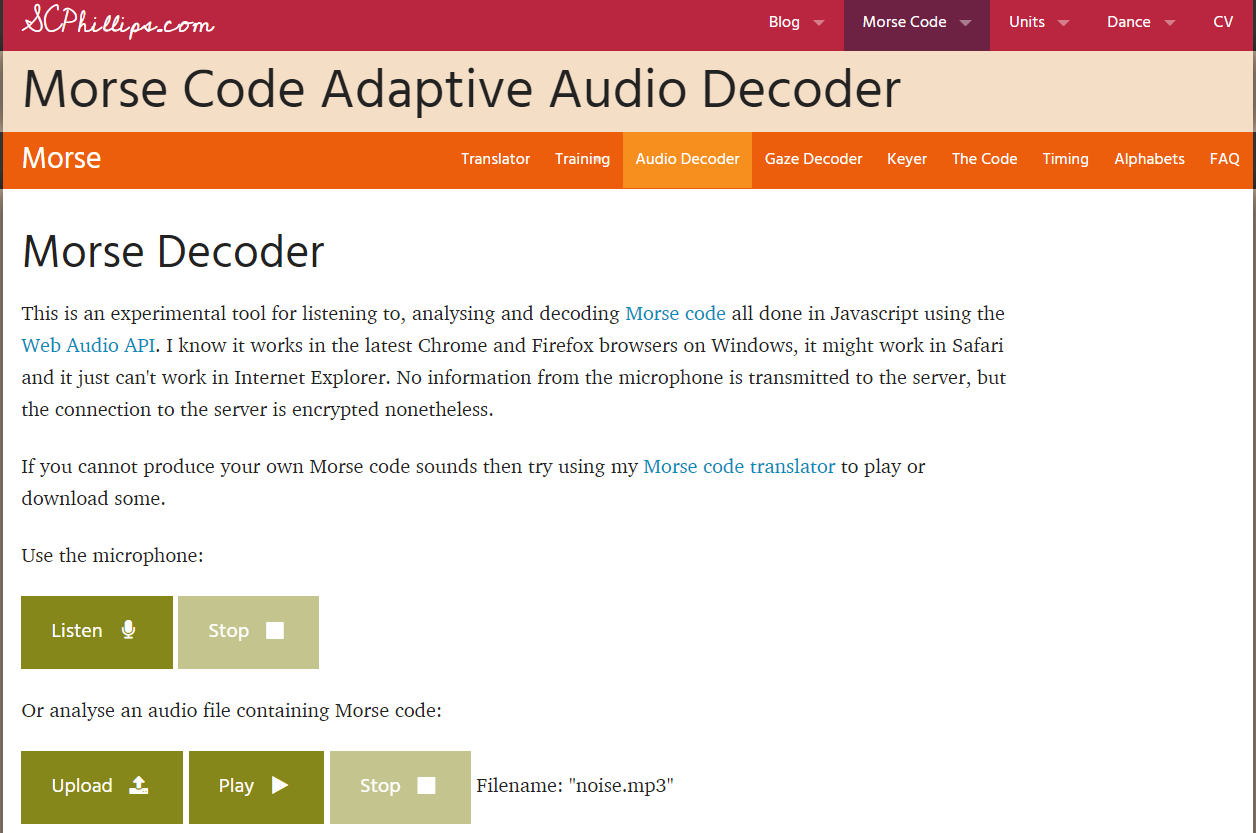 SCPhillips.com
Blog Morse Code Units Dance CV
Morse Code Adaptive Audio Decoder
Morse
Translator Training Audio Decoder Gaze Decoder Keyer The Code Timing Alphabets FAQ
Morse Decoder
This is an experimental tool for listening to, analysing and decoding Morse code all done in Javascript using the
Web Audio API. I know it works in the latest Chrome and Firefox browsers on Windows, it might work in Safari
and it just can't work in Internet Explorer. No information from the microphone is transmitted to the server, but
the connection to the server is encrypted nonetheless.
If you cannot produce your own Morse code sounds then try using my Morse code translator to play or
download some.
Use the microphone:
Listen Stop
Or analyse an audio file containing Morse code:
Upload Play Stop Filename: "noise.mp3"